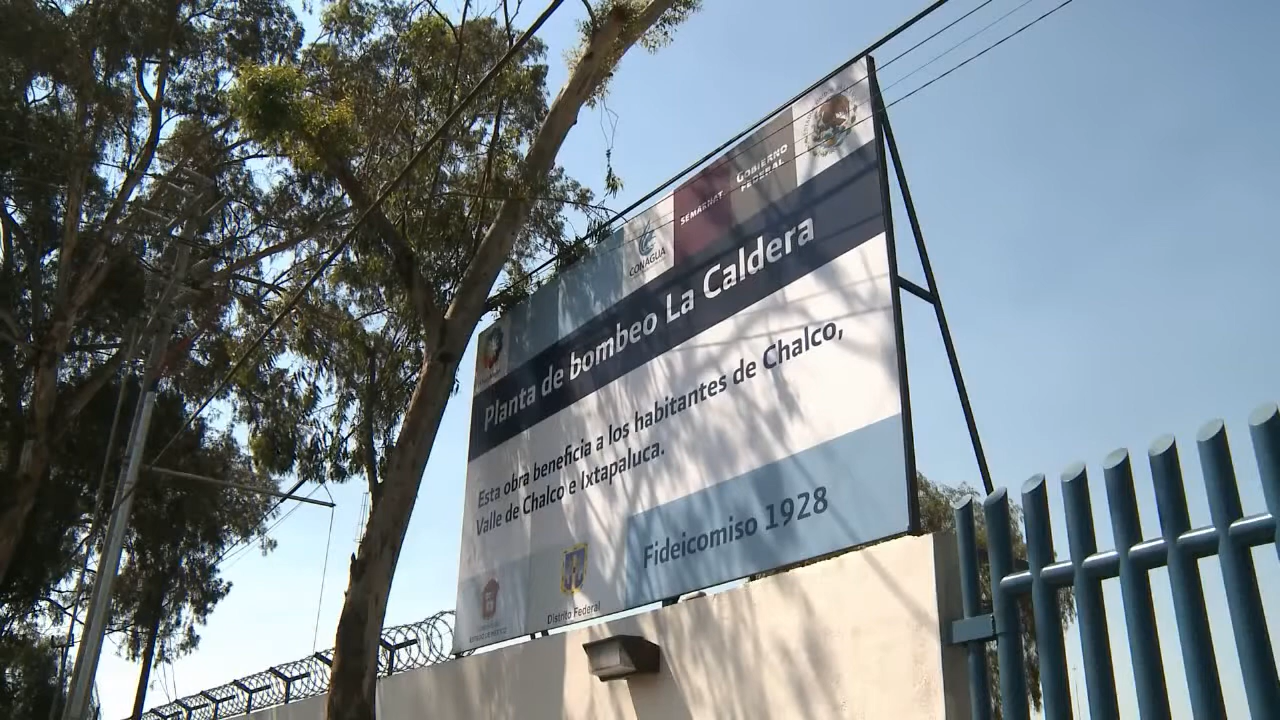 CONAGUA
SEMARNAT
GOBIERNO
FEDERAL
Planta de bombeo La Caldera
Esta obra beneficia a los habitantes de Chalco,
Valle de Chalco e Ixtapaluca.
Fideicomiso 1928
Distrito Federal